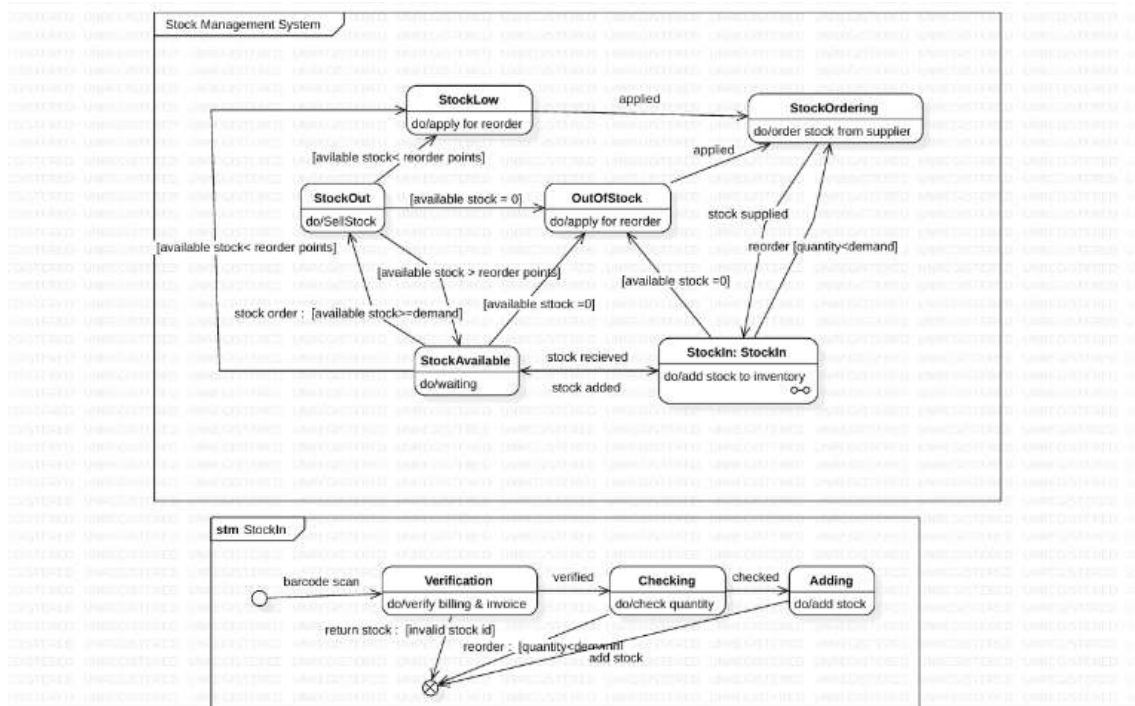 Stock Management System
StockLow
do/apply for reorder
applied
StockOrdering
do/order stock from supplier
[avilable stock< reorder points]
applied
StockOut
do/SellStock
[available stock = 0]
OutOfStock
do/apply for reorder
stock supplied
[available stock< reorder points]
reorder [quantity<demand]
[available stock > reorder points]
[available stock =0]
[available sttock =0]
stock order : [available stock>=demand]
StockAvailable
do/waiting
stock recieved
stock added
StockIn: StockIn
do/add stock to inventory
stm StockIn
barcode scan
Verification
do/verify billing & invoice
verified
Checking
do/check quantity
checked
Adding
do/add stock
return stock : [invalid stock id]
reorder : [quantity<demand]
add stock